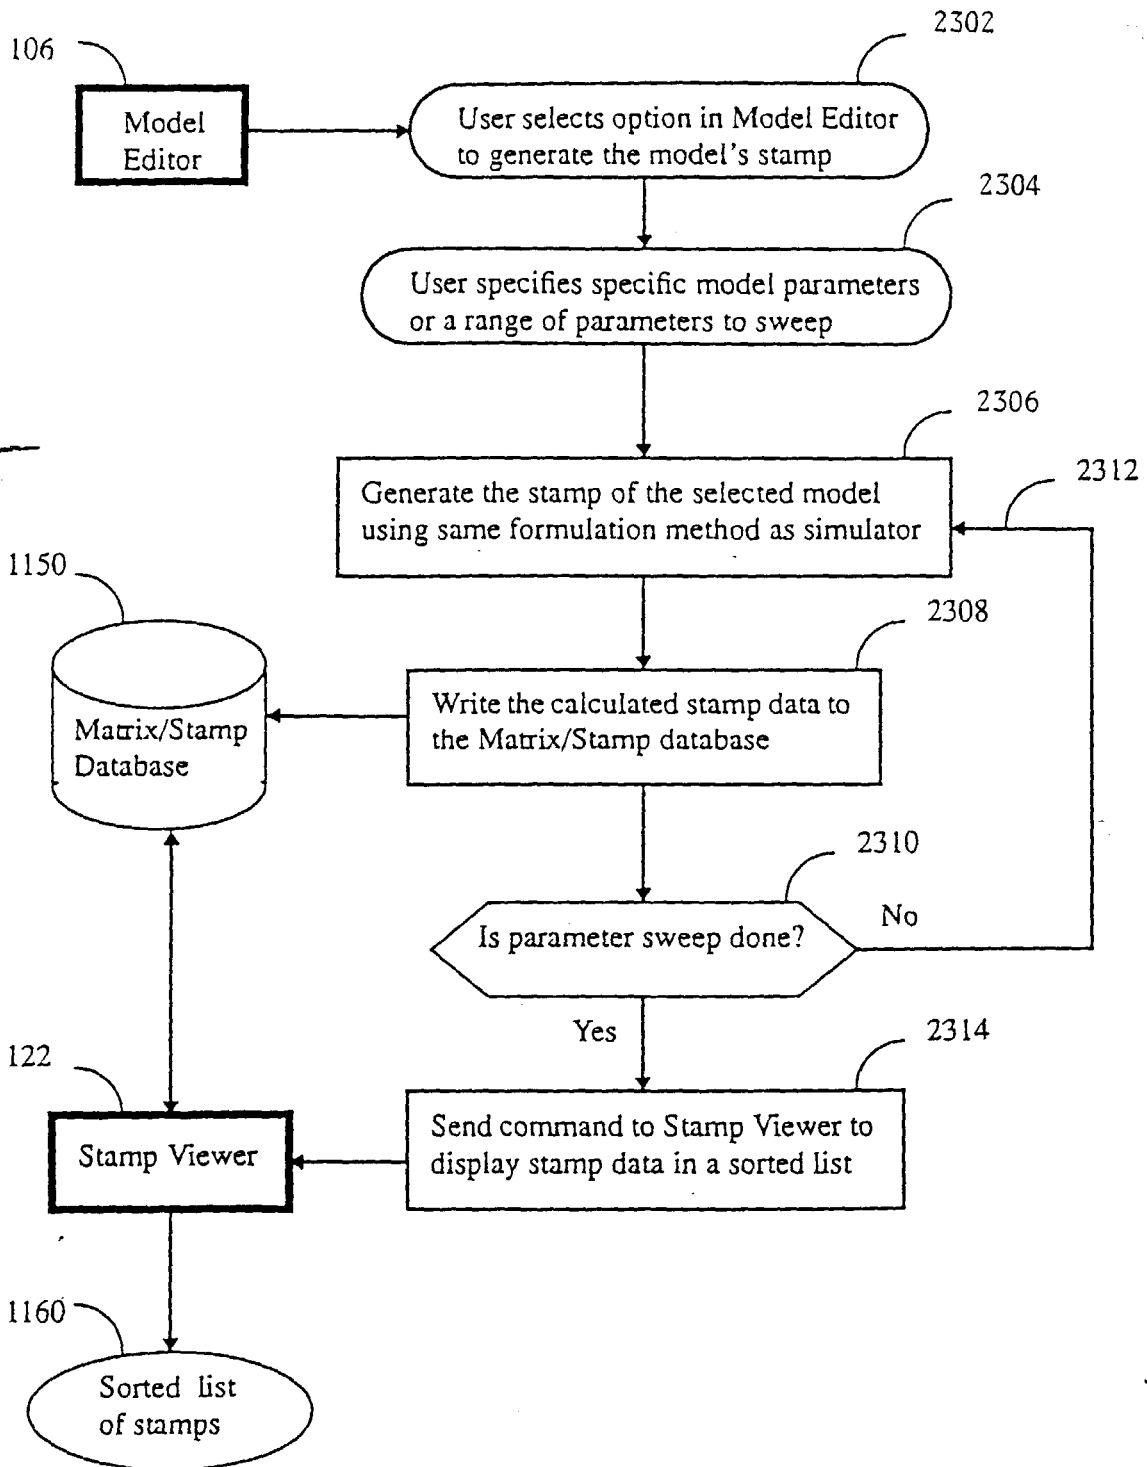 2302
106
Model
Editor
User selects option in Model Editor
to generate the model's stamp
2304
User specifies specific model parameters
or a range of parameters to sweep
2306
2312
Generate the stamp of the selected model
using same formulation method as simulator
1150
2308
Matrix/Stamp
Database
Write the calculated stamp data to
the Matrix/Stamp database
2310
No
Is parameter sweep done?
Yes
2314
122
Stamp Viewer
Send command to Stamp Viewer to
display stamp data in a sorted list
1160
Sorted list
of stamps